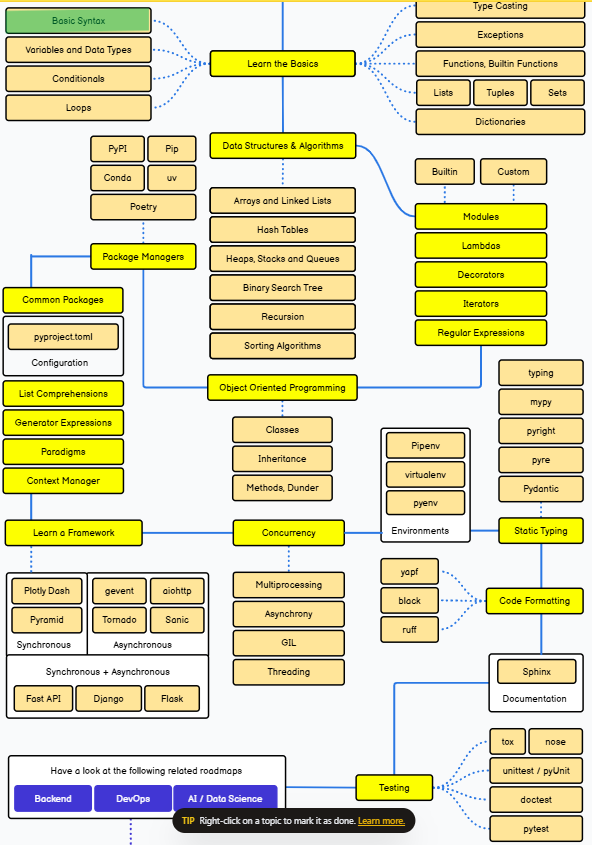 Basic Syntax
Variables and Data Types
Conditionals
Loops
Learn the Basics
Type Casting
Exceptions
Functions, Builtin Functions
Lists
Tuples
Sets
Dictionaries
PyPI
Pip
Conda
uv
Poetry
Package Managers
Data Structures & Algorithms
Arrays and Linked Lists
Hash Tables
Heaps, Stacks and Queues
Binary Search Tree
Recursion
Sorting Algorithms
Builtin
Custom
Modules
Lambdas
Decorators
Iterators
Regular Expressions
Common Packages
pyproject.toml
Configuration
List Comprehensions
Generator Expressions
Paradigms
Context Manager
Object Oriented Programming
Classes
Inheritance
Methods, Dunder
typing
mypy
pyright
pyre
Pydantic
Pipenv
virtualenv
pyenv
Environments
Learn a Framework
Concurrency
Static Typing
Plotly Dash
gevent
aiohttp
Pyramid
Tornado
Sanic
Synchronous
Asynchronous
Synchronous + Asynchronous
Fast API
Django
Flask
Multiprocessing
Asynchrony
GIL
Threading
yapf
black
ruff
Code Formatting
Sphinx
Documentation
Have a look at the following related roadmaps
Backend
DevOps
AI / Data Science
Testing
tox
nose
unittest / pyUnit
doctest
pytest
TIP Right-click on a topic to mark it as done. Learn more.